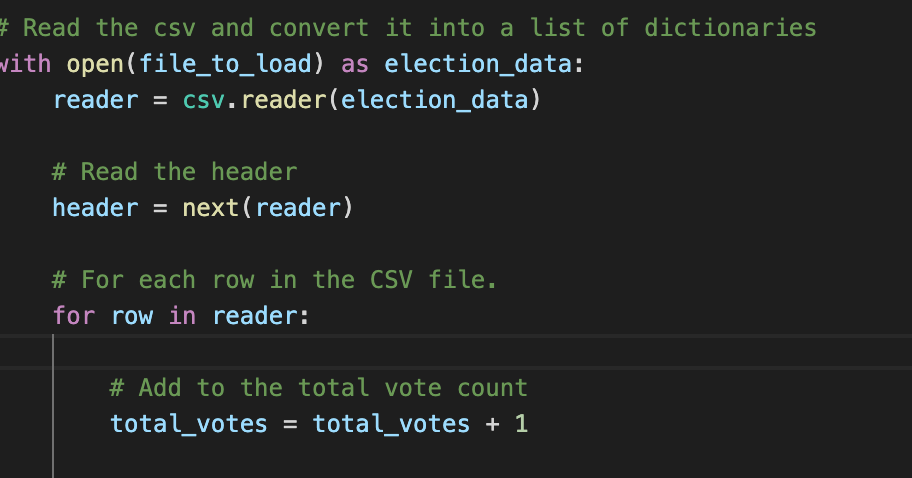 # Read the csv and convert it into a list of dictionaries
with open(file_to_load) as election_data:
    reader = csv.reader(election_data)
    # Read the header
    header = next(reader)
    # For each row in the CSV file.
    for row in reader:
        # Add to the total vote count
        total_votes = total_votes + 1